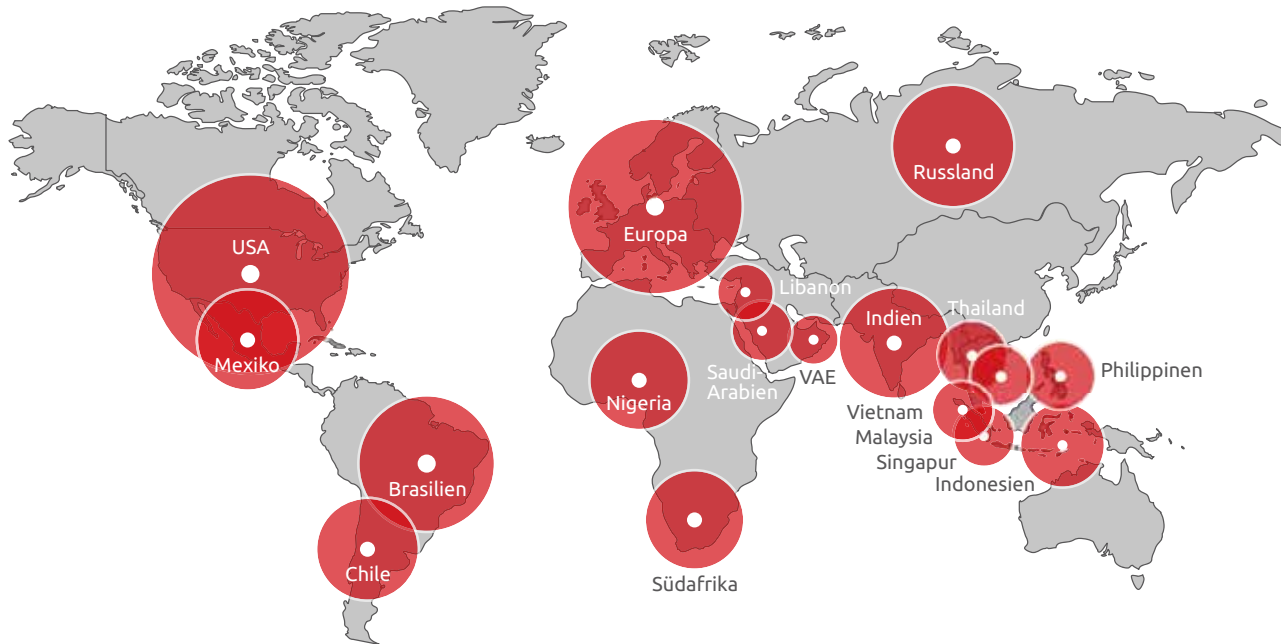 Russland
Europa
USA
Libanon
Thailand
Indien
Mexiko
Saudi-
Arabien
VAE
Philippinen
Nigeria
Vietnam
Malaysia
Singapur
Indonesien
Brasilien
Chile
Südafrika